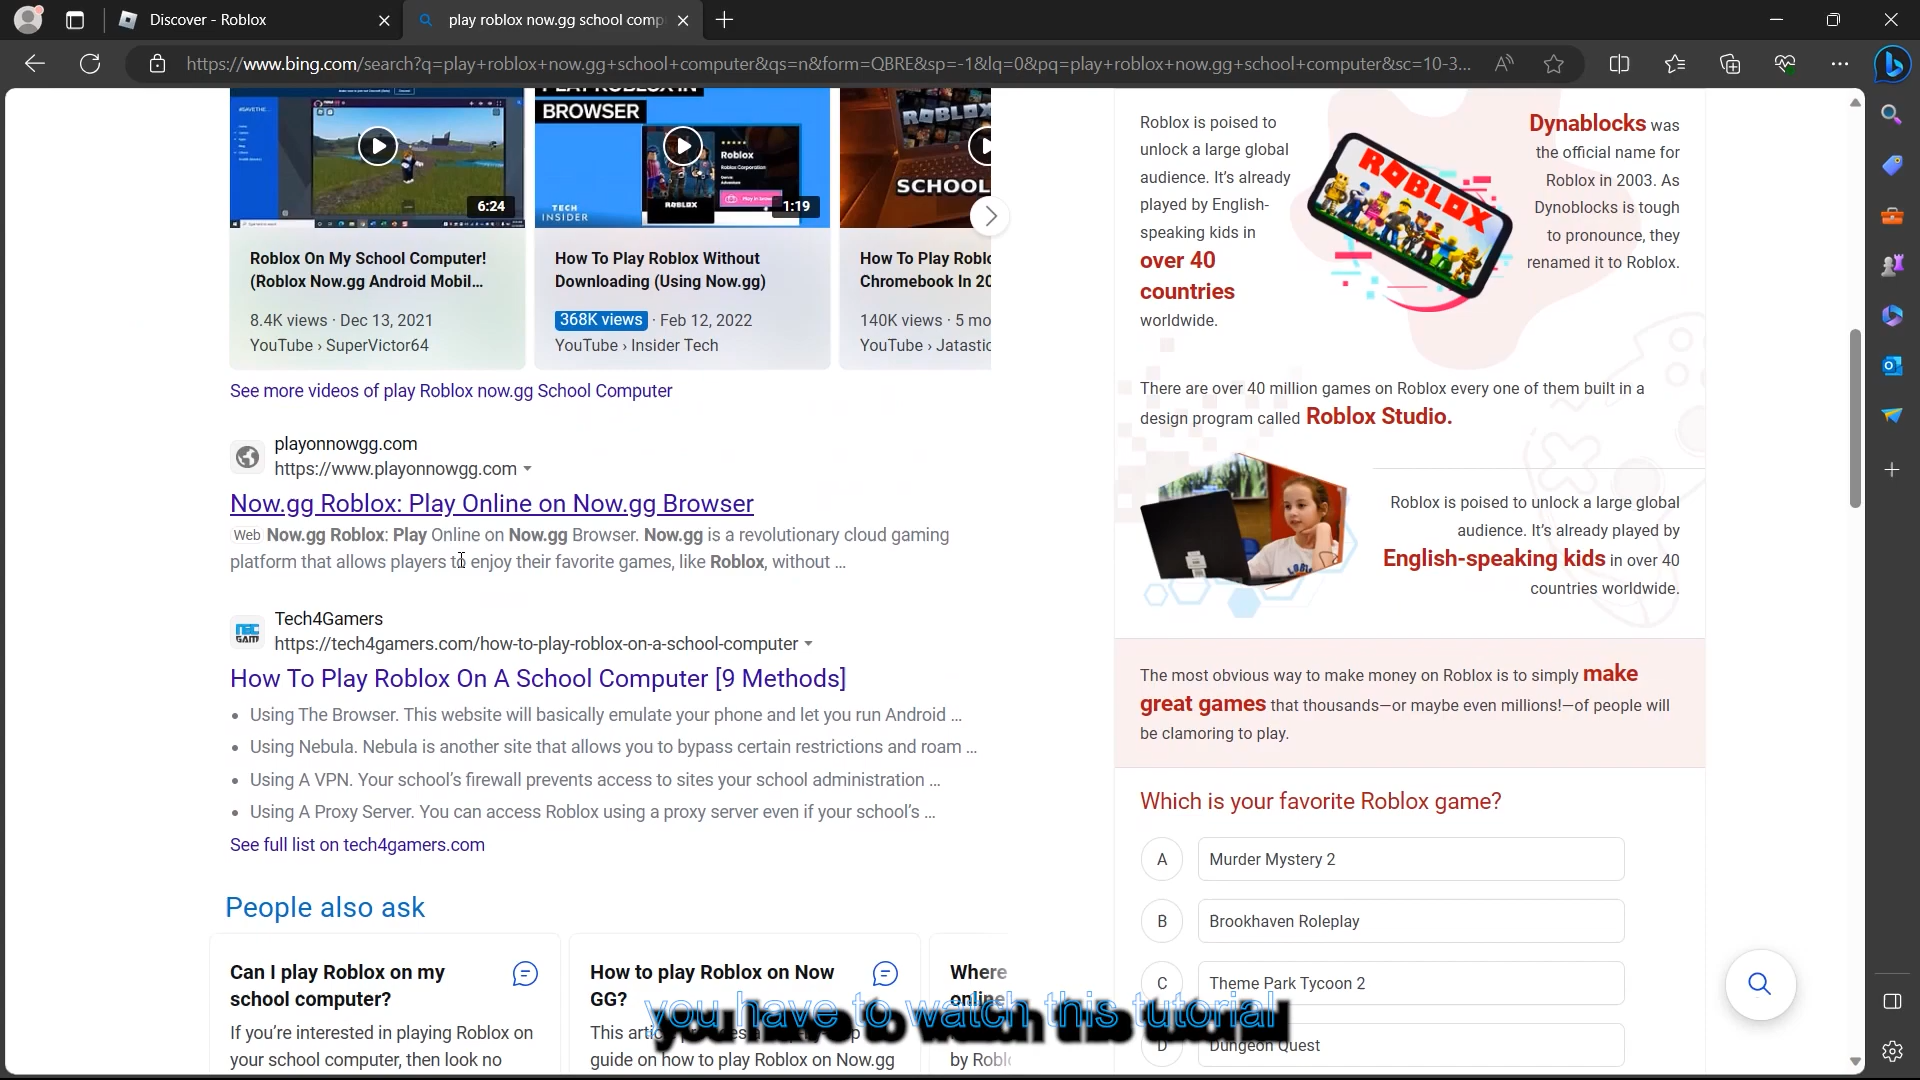 Discover - Roblox
play roblox now.gg school comp
https://www.bing.com/search?q=play+roblox+now.gg+school+computer&qs=n&form=QBRE&sp=-1&lq=0&pq=play+roblox+now.gg+school+computer&sc=10-3...
6:24
Roblox On My School Computer!
(Roblox Now.gg Android Mobil...
8.4K views · Dec 13, 2021
YouTube › SuperVictor64
PLAY ROBLOX IN
BROWSER
Roblox
Roblox Corporation
TECH
INSIDER
ROBLOX
1:19
How To Play Roblox Without
Downloading (Using Now.gg)
368K views · Feb 12, 2022
YouTube › Insider Tech
ROBLOX
SCHOOL
How To Play Roblo
Chromebook In 20
140K views · 5 mo
YouTube › Jatastic
See more videos of play Roblox now.gg School Computer
playonnowgg.com
https://www.playonnowgg.com
Now.gg Roblox: Play Online on Now.gg Browser
Web Now.gg Roblox: Play Online on Now.gg Browser. Now.gg is a revolutionary cloud gaming
platform that allows players to enjoy their favorite games, like Roblox, without ...
TEC
GAM
Tech4Gamers
https://tech4gamers.com/how-to-play-roblox-on-a-school-computer
How To Play Roblox On A School Computer [9 Methods]
• Using The Browser. This website will basically emulate your phone and let you run Android ...
• Using Nebula. Nebula is another site that allows you to bypass certain restrictions and roam ...
• Using A VPN. Your school's firewall prevents access to sites your school administration ...
• Using A Proxy Server. You can access Roblox using a proxy server even if your school's ...
See full list on tech4gamers.com
People also ask
Can I play Roblox on my
school computer?
If you're interested in playing Roblox on
your school computer, then look no
How to play Roblox on Now
GG?
guide on how to play Roblox on Now.gg
Where
online
by Roblo
Roblox is poised to
unlock a large global
audience. It's already
played by English-
speaking kids in
over 40
countries
worldwide.
ROBLOX
Dynablocks was
the official name for
Roblox in 2003. As
Dynoblocks is tough
to pronounce, they
renamed it to Roblox.
There are over 40 million games on Roblox every one of them built in a
design program called Roblox Studio.
Roblox is poised to unlock a large global
audience. It's already played by
English-speaking kids in over 40
countries worldwide.
The most obvious way to make money on Roblox is to simply make
great games that thousands—or maybe even millions!—of people will
be clamoring to play.
Which is your favorite Roblox game?
A Murder Mystery 2
B Brookhaven Roleplay
C Theme Park Tycoon 2
D Dungeon Quest
you have to watch this tutorial